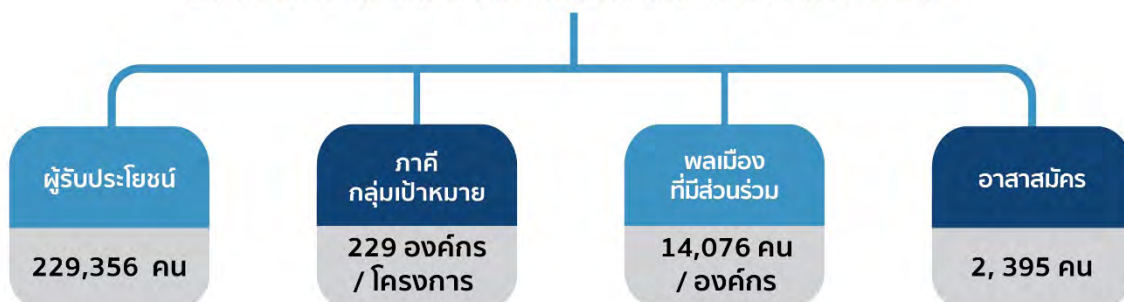 ผู้รับประโยชน์
229,356 คน
ภาคี
กลุ่มเป้าหมาย
229 องค์กร
/ โครงการ
พลเมือง
ที่มีส่วนร่วม
14,076 คน
/ องค์กร
อาสาสมัคร
2, 395 คน